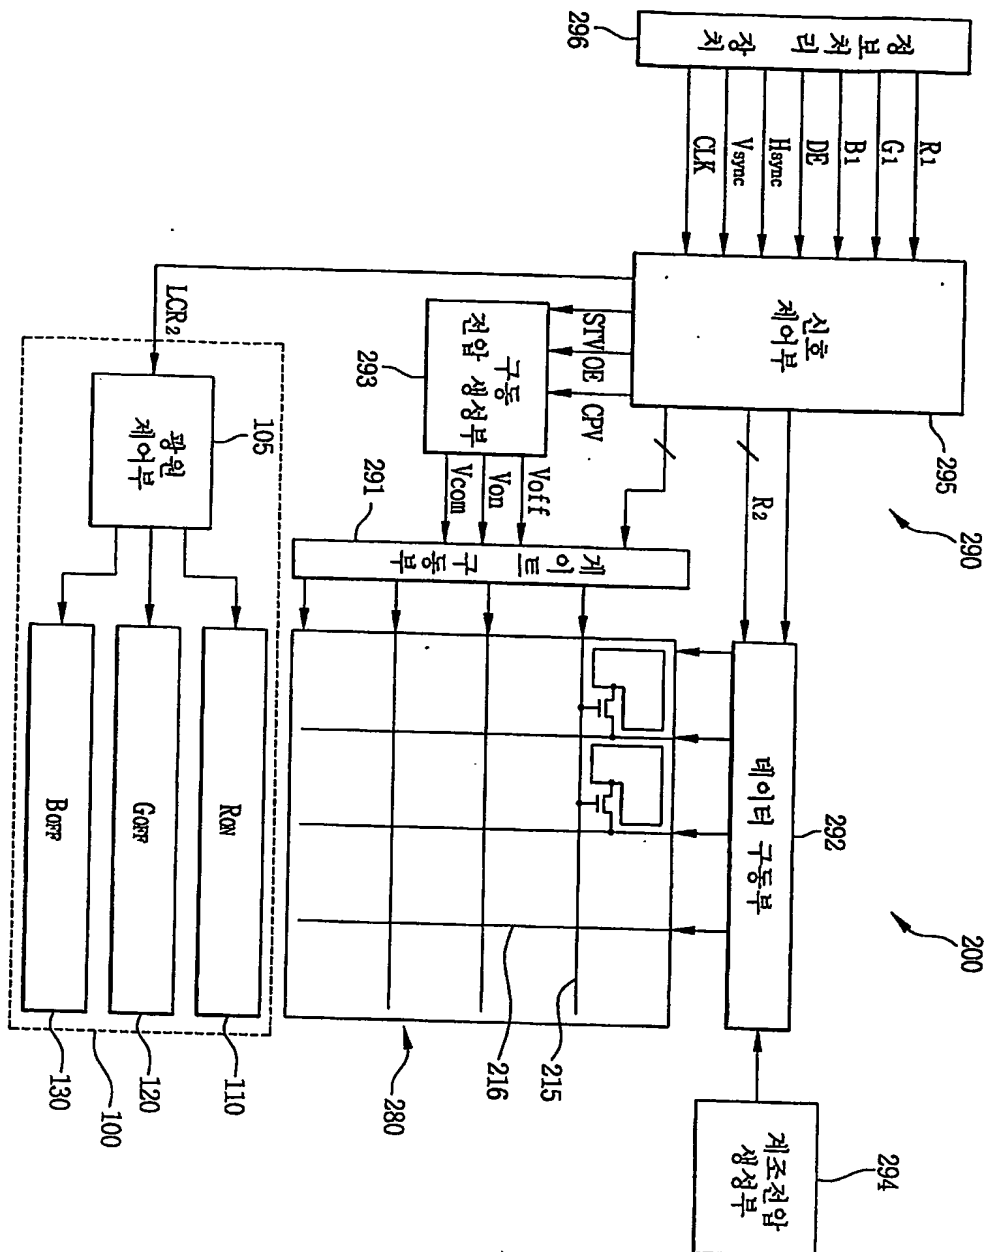 290
200
295
294
R1
G1
B1
DE
Hsync
Vsync
CLK
정보처리 장치
296
신호
제어부
R2
292
데이터 구동부
계조전압
생성부
STV
OE
CPV
구동
전압 생성부
293
Voff
Von
Vcom
게이트 구동부
291
215
216
280
LCR2
광원
제어부
105
RON
GOFF
BOFF
110
120
130
100